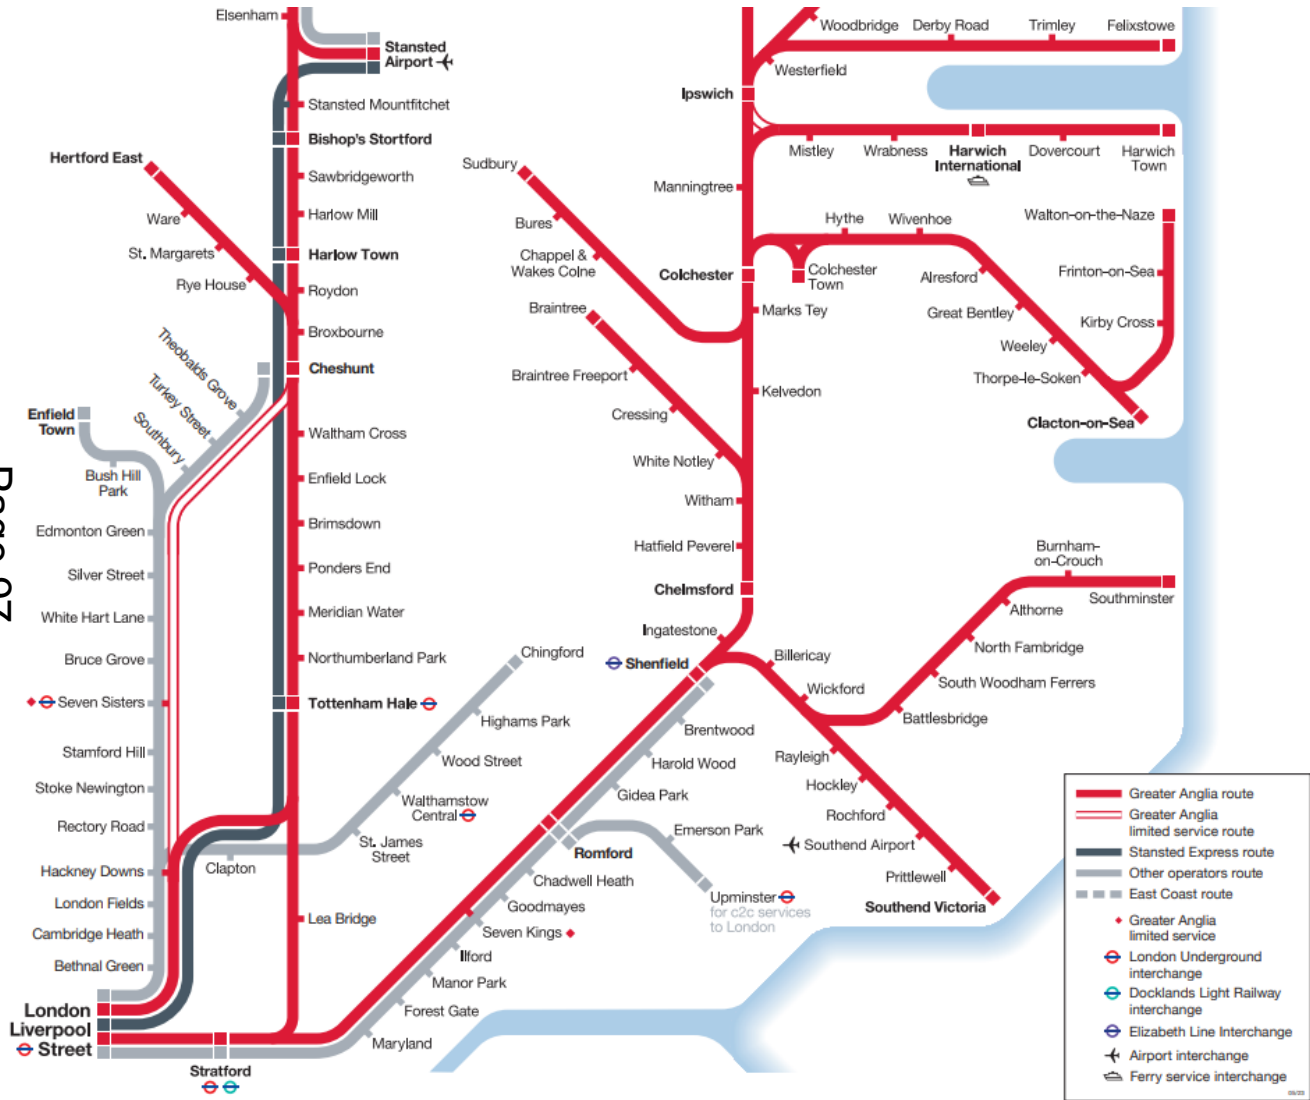 Elsenham
Stansted
Airport
Stansted Mountfitchet
Bishop's Stortford
Sawbridgeworth
Harlow Mill
Harlow Town
Roydon
Broxbourne
Cheshunt
Waltham Cross
Enfield Lock
Brimsdown
Ponders End
Meridian Water
Northumberland Park
Tottenham Hale
Lea Bridge
Hertford East
Ware
St. Margarets
Rye House
Theobalds Grove
Turkey Street
Southbury
Enfield
Town
Bush Hill
Park
Edmonton Green
Silver Street
White Hart Lane
Bruce Grove
Seven Sisters
Stamford Hill
Stoke Newington
Rectory Road
Hackney Downs
London Fields
Cambridge Heath
Bethnal Green
London
Liverpool
Street
Stratford
Clapton
St. James
Street
Walthamstow
Central
Wood Street
Highams Park
Chingford
Maryland
Forest Gate
Manor Park
Ilford
Seven Kings
Goodmayes
Chadwell Heath
Romford
Emerson Park
Upminster
for c2c services
to London
Gidea Park
Harold Wood
Brentwood
Shenfield
Ingatestone
Chelmsford
Hatfield Peverel
Witham
White Notley
Cressing
Braintree Freeport
Braintree
Kelvedon
Marks Tey
Chappel &
Wakes Colne
Bures
Sudbury
Colchester
Colchester
Town
Hythe
Wivenhoe
Alresford
Great Bentley
Weeley
Thorpe-le-Soken
Clacton-on-Sea
Kirby Cross
Frinton-on-Sea
Walton-on-the-Naze
Manningtree
Mistley
Wrabness
Harwich
International
Dovercourt
Harwich
Town
Ipswich
Westerfield
Woodbridge
Derby Road
Trimley
Felixstowe
Billericay
Wickford
Battlesbridge
South Woodham Ferrers
North Fambridge
Althorne
Burnham-
on-Crouch
Southminster
Rayleigh
Hockley
Rochford
Southend Airport
Prittlewell
Southend Victoria
Greater Anglia route
Greater Anglia
limited service route
Stansted Express route
Other operators route
East Coast route
Greater Anglia
limited service
London Underground
interchange
Docklands Light Railway
interchange
Elizabeth Line Interchange
Airport interchange
Ferry service interchange